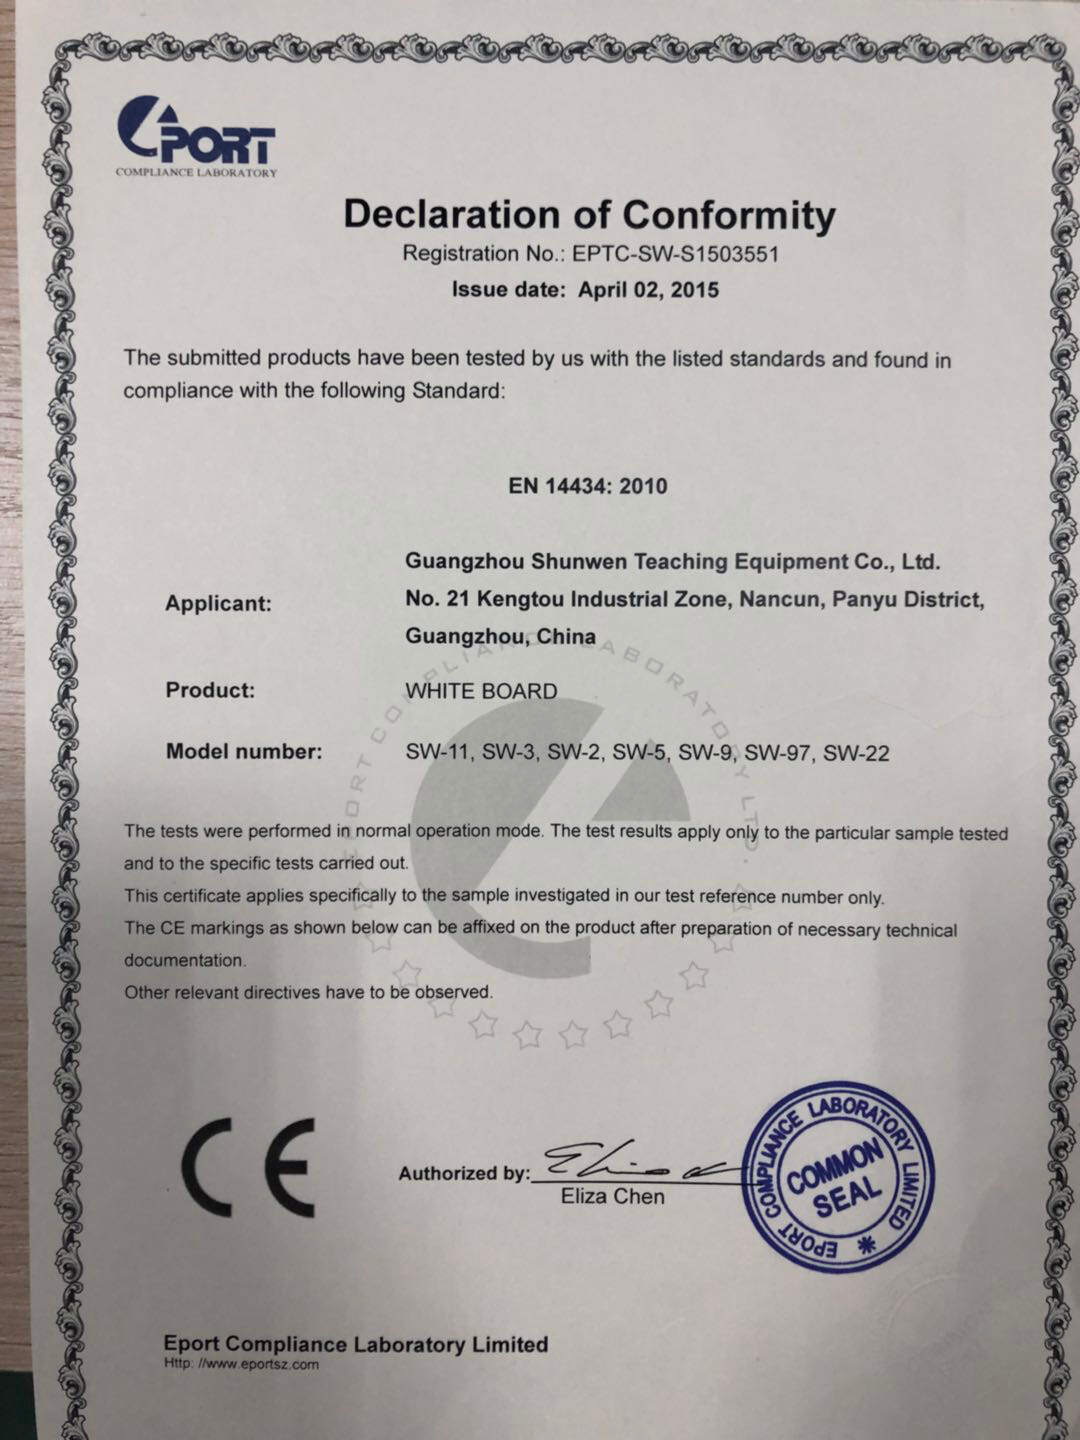 ePORT
COMPLIANCE LABORATORY
Declaration of Conformity
Registration No.: EPTC-SW-S1503551
Issue date: April 02, 2015
The submitted products have been tested by us with the listed standards and found in
compliance with the following Standard:
EN 14434: 2010
Guangzhou Shunwen Teaching Equipment Co., Ltd.
Applicant: No. 21 Kengtou Industrial Zone, Nancun, Panyu District,
Guangzhou, China
EPORT COMPLIANCE LABORATORY LTD.
Product: WHITE BOARD
Model number: SW-11, SW-3, SW-2, SW-5, SW-9, SW-97, SW-22
The tests were performed in normal operation mode. The test results apply only to the particular sample tested
and to the specific tests carried out.
This certificate applies specifically to the sample investigated in our test reference number only.
The CE markings as shown below can be affixed on the product after preparation of necessary technical
documentation.
Other relevant directives have to be observed.
CE
Authorized by:
Eliza Chen
EPORT COMPLIANCE LABORATORY LIMITED
COMMON
SEAL
Eport Compliance Laboratory Limited
Http: //www.eportsz.com